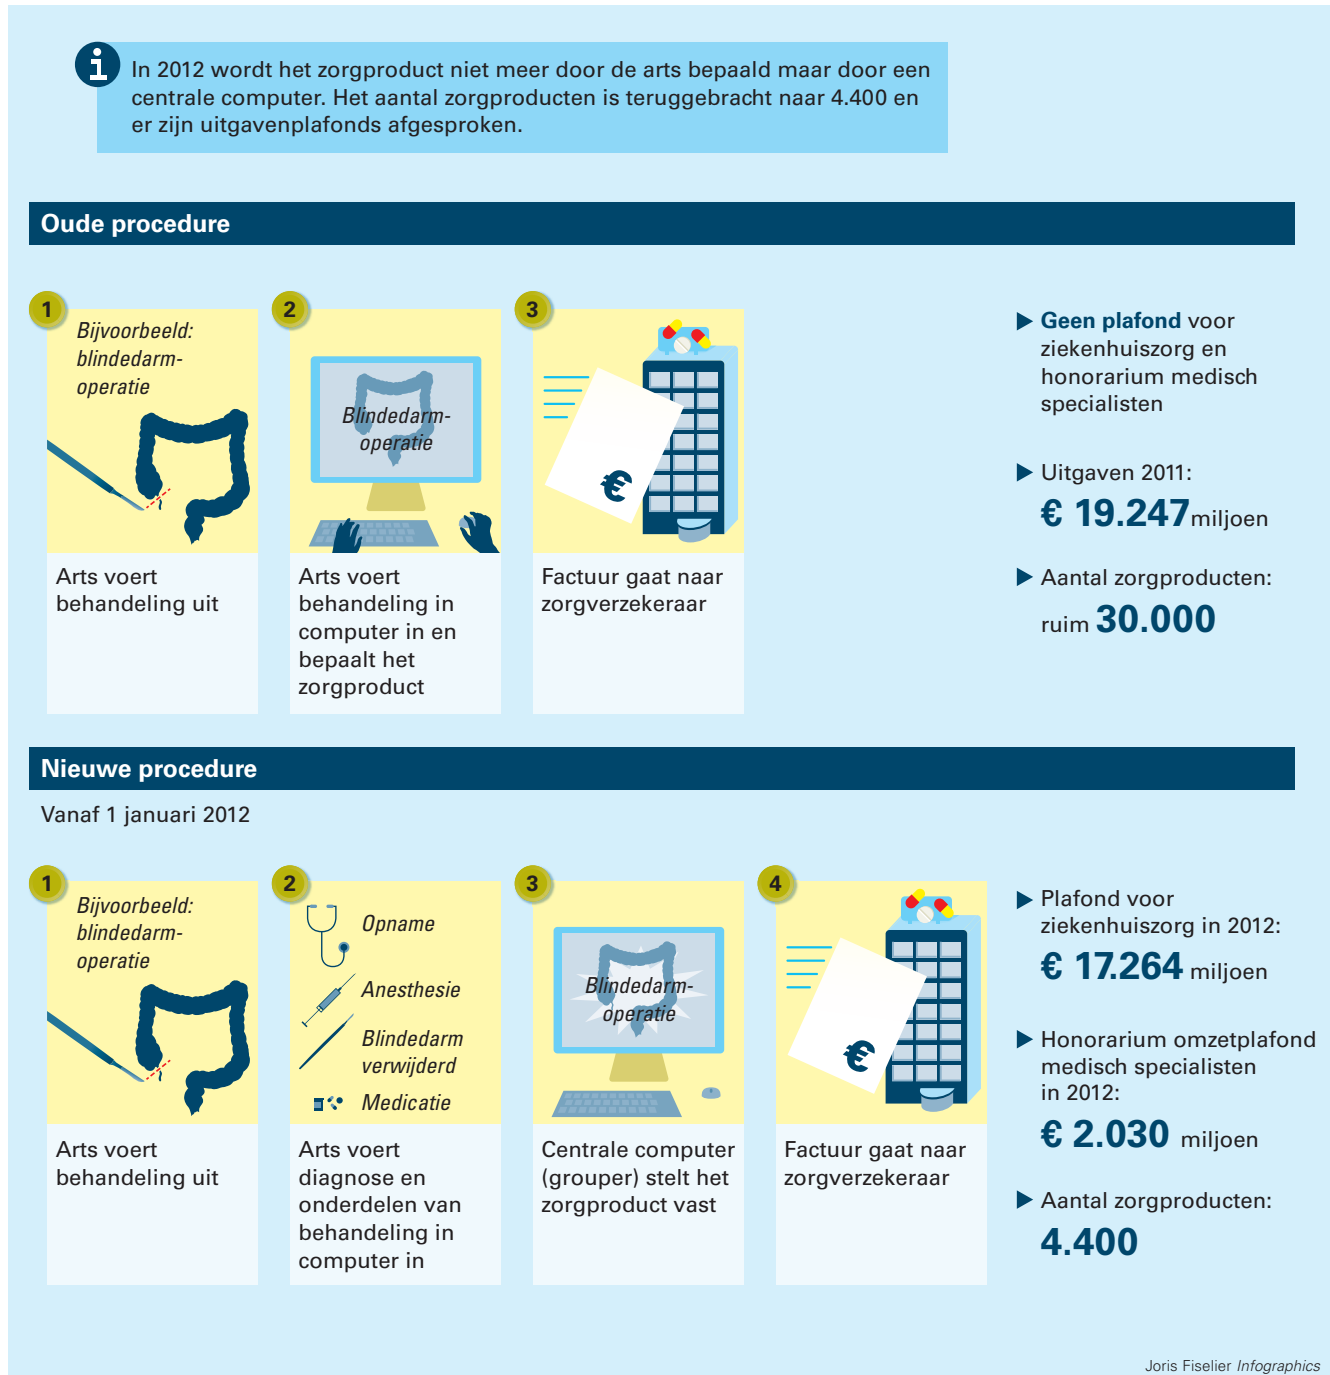 In 2012 wordt het zorgproduct niet meer door de arts bepaald maar door een
centrale computer. Het aantal zorgproducten is teruggebracht naar 4.400 en
er zijn uitgavenplafonds afgesproken.
Oude procedure
1
Bijvoorbeeld:
blindedarm-
operatie
Arts voert
behandeling uit
2
Blindedarm-
operatie
Arts voert
behandeling in
computer in en
bepaalt het
zorgproduct
3
€
Factuur gaat naar
zorgverzekeraar
Geen plafond voor
ziekenhuiszorg en
honorarium medisch
specialisten
Uitgaven 2011:
€ 19.247 miljoen
Aantal zorgproducten:
ruim 30.000
Nieuwe procedure
Vanaf 1 januari 2012
1
Bijvoorbeeld:
blindedarm-
operatie
Arts voert
behandeling uit
2
Opname
Anesthesie
Blindedarm
verwijderd
Medicatie
Arts voert
diagnose en
onderdelen van
behandeling in
computer in
3
Blindedarm-
operatie
Centrale computer
(grouper) stelt het
zorgproduct vast
4
€
Factuur gaat naar
zorgverzekeraar
Plafond voor
ziekenhuiszorg in 2012:
€ 17.264 miljoen
Honorarium omzetplafond
medisch specialisten
in 2012:
€ 2.030 miljoen
Aantal zorgproducten:
4.400
Joris Fiselier Infographics